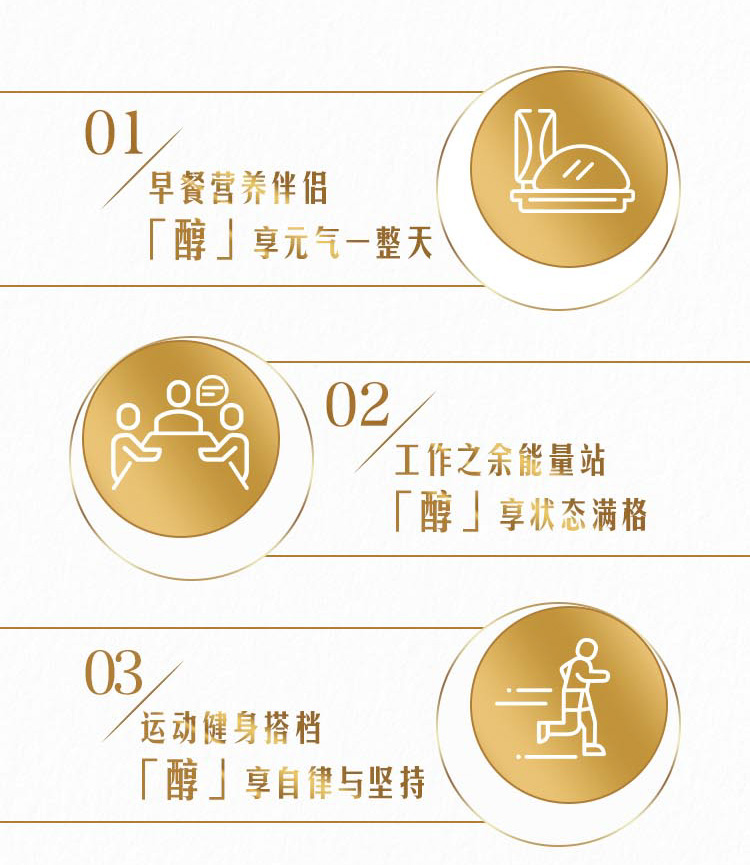 01
早餐营养伴侣
「醇」享元气一整天
02
工作之余能量站
「醇」享状态满格
03
运动健身搭档
「醇」享自律与坚持